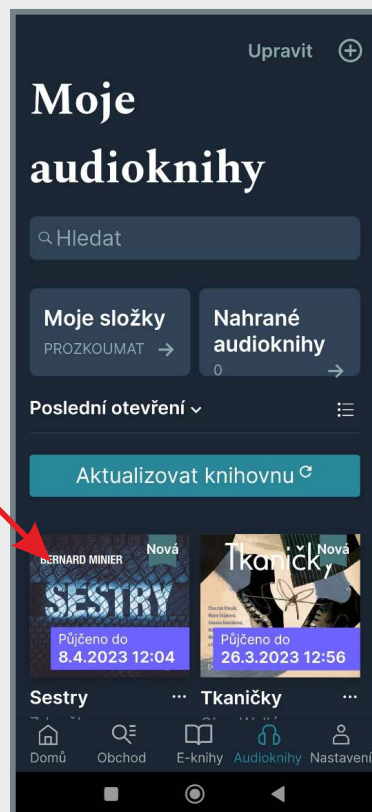 Upravit
Moje
audioknihy
Hledat
Moje složky
PROZKOUMAT →
Nahrané
audioknihy
0 →
Poslední otevření
Aktualizovat knihovnu
BERNARD MINIER
Nová
SESTRY
Půjčeno do
8.4.2023 12:04
Tkaničky
Nová
Půjčeno do
26.3.2023 12:56
Sestry ...
Tkaničky ...
Domů
Obchod
E-knihy
Audioknihy
Nastavení